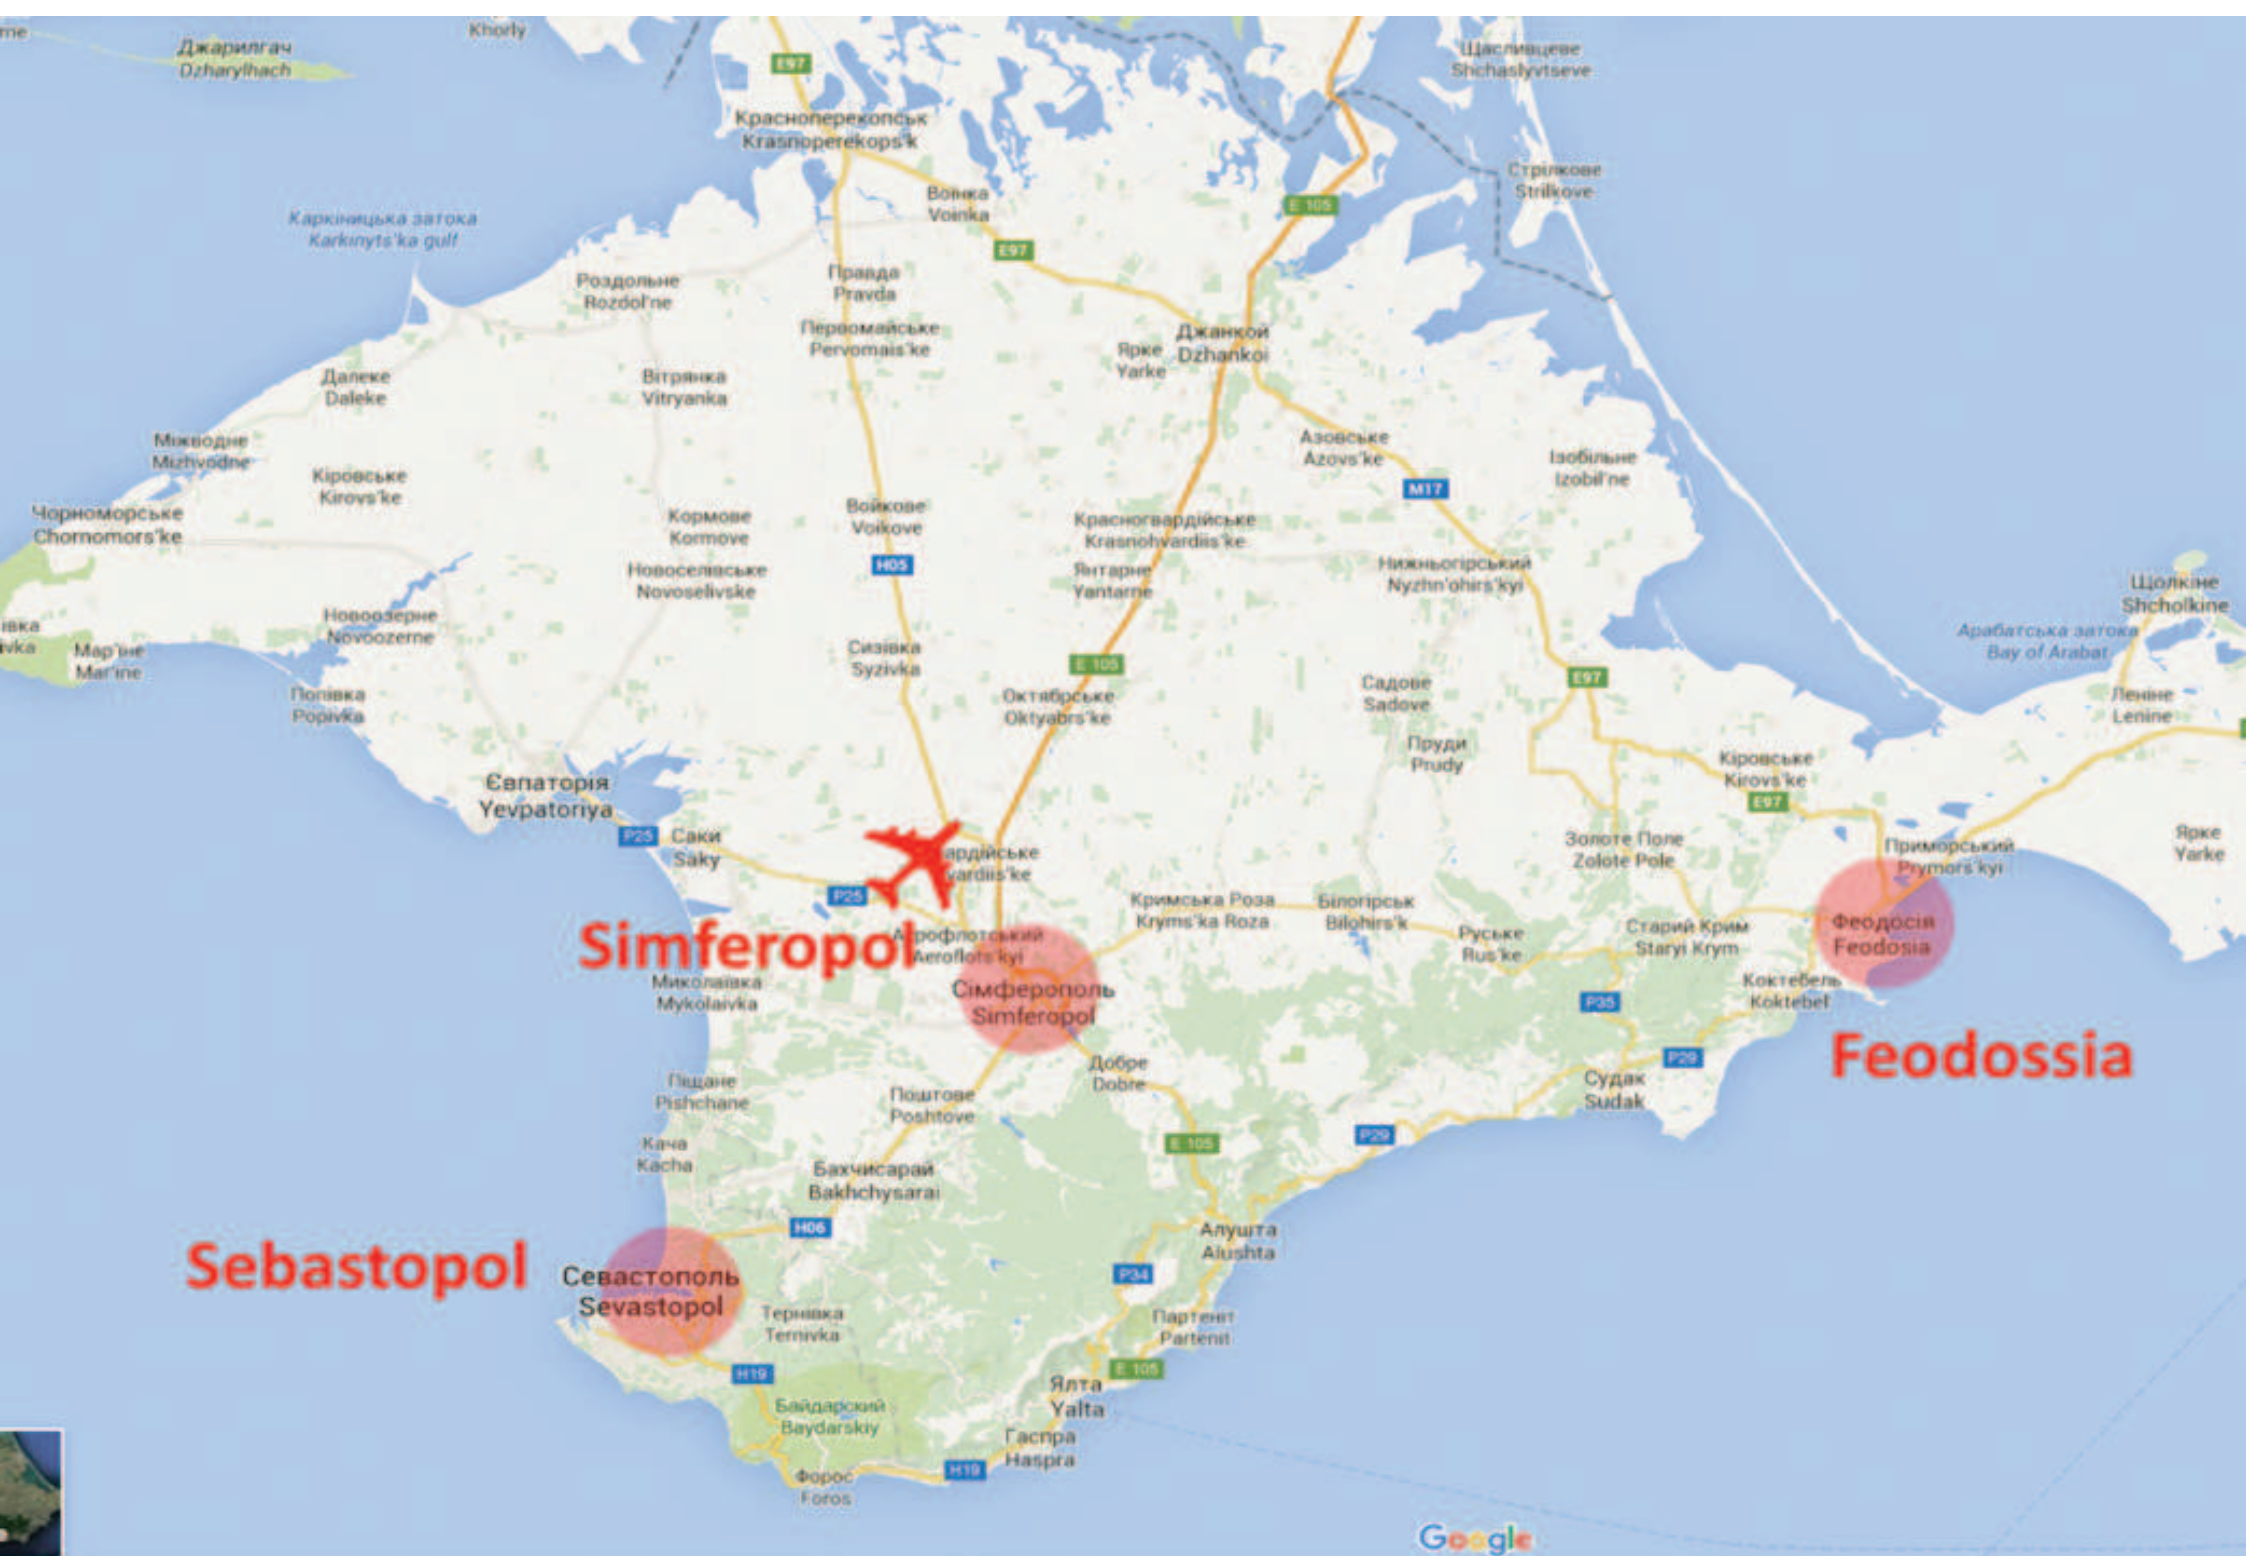 Джарилгач
Dzharylhach
Khorly
E97
Щасливцеве
Shchaslyvtseve
Красноперекопськ
Krasnoperekops'k
Стрілкове
Strilkove
Воїнка
Voinka
E 105
Каркіницька затока
Karkinyts'ka gulf
E97
Роздольне
Rozdol'ne
Правда
Pravda
Первомайське
Pervomais'ke
Джанкой
Dzhankoi
Ярке
Yarke
Далеке
Daleke
Вітрянка
Vitryanka
Міжводне
Mizhvodne
Азовське
Azovs'ke
Ізобільне
Izobil'ne
Кіровське
Kirovs'ke
M17
Чорноморське
Chornomors'ke
Кормове
Kormove
Войкове
Voikove
Красногвардійське
Krasnohvardiis'ke
H05
Новоселівське
Novoselivske
Янтарне
Yantarne
Нижньогірський
Nyzhn'ohirs'kyi
Щолкіне
Shcholkine
Новоозерне
Novoozerne
івка
ivka
Мар'їне
Mar'ine
Арабатська затока
Bay of Arabat
Сизівка
Syzivka
E 105
E97
Попівка
Popivka
Октябрське
Oktyabrs'ke
Садове
Sadove
Леніне
Lenine
Пруди
Prudy
Кіровське
Kirovs'ke
E97
Євпаторія
Yevpatoriya
P25
Саки
Saky
ардійське
vardiis'ke
Золоте Поле
Zolote Pole
Приморський
Prymors'kyi
Ярке
Yarke
P25
Кримська Роза
Kryms'ka Roza
Білогірськ
Bilohirs'k
Simferopol
Аерофлотський
Aeroflots'kyi
Руське
Rus'ke
Старий Крим
Staryi Krym
Феодосія
Feodosia
Миколаївка
Mykolaivka
Сімферополь
Simferopol
Коктебель
Koktebel'
P35
Feodossia
P29
Піщане
Pishchane
Поштове
Poshtove
Добре
Dobre
Судак
Sudak
P29
E 105
Кача
Kacha
Бахчисарай
Bakhchysarai
H06
Алушта
Alushta
Sebastopol
Севастополь
Sevastopol
P34
Тернівка
Ternivka
Партеніт
Partenit
H19
E 105
Ялта
Yalta
Байдарский
Baydarskiy
Гаспра
Haspra
H19
Форос
Foros
Google